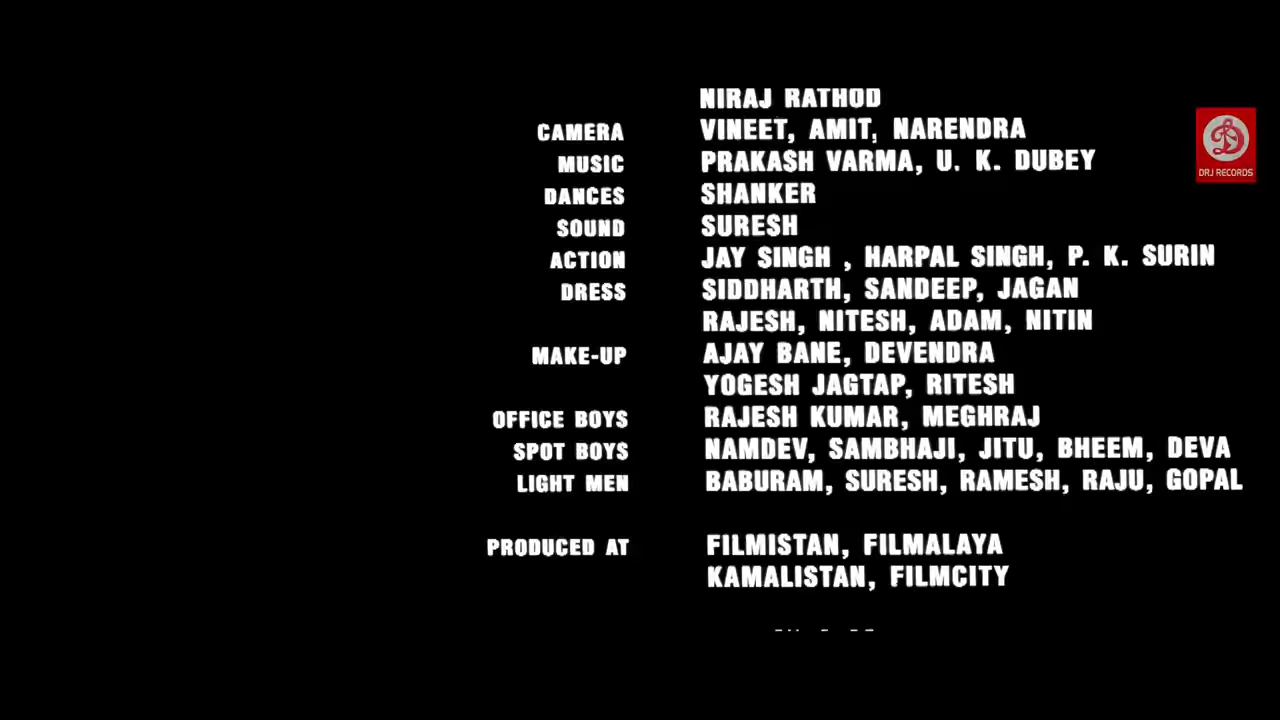 NIRAJ RATHOD
CAMERA VINEET, AMIT, NARENDRA
MUSIC PRAKASH VARMA, U. K. DUBEY
DANCES SHANKER
SOUND SURESH
ACTION JAY SINGH , HARPAL SINGH, P. K. SURIN
DRESS SIDDHARTH, SANDEEP, JAGAN
RAJESH, NITESH, ADAM, NITIN
MAKE-UP AJAY BANE, DEVENDRA
YOGESH JAGTAP, RITESH
OFFICE BOYS RAJESH KUMAR, MEGHRAJ
SPOT BOYS NAMDEV, SAMBHAJI, JITU, BHEEM, DEVA
LIGHT MEN BABURAM, SURESH, RAMESH, RAJU, GOPAL
PRODUCED AT FILMISTAN, FILMALAYA
KAMALISTAN, FILMCITY
D
DRJ RECORDS